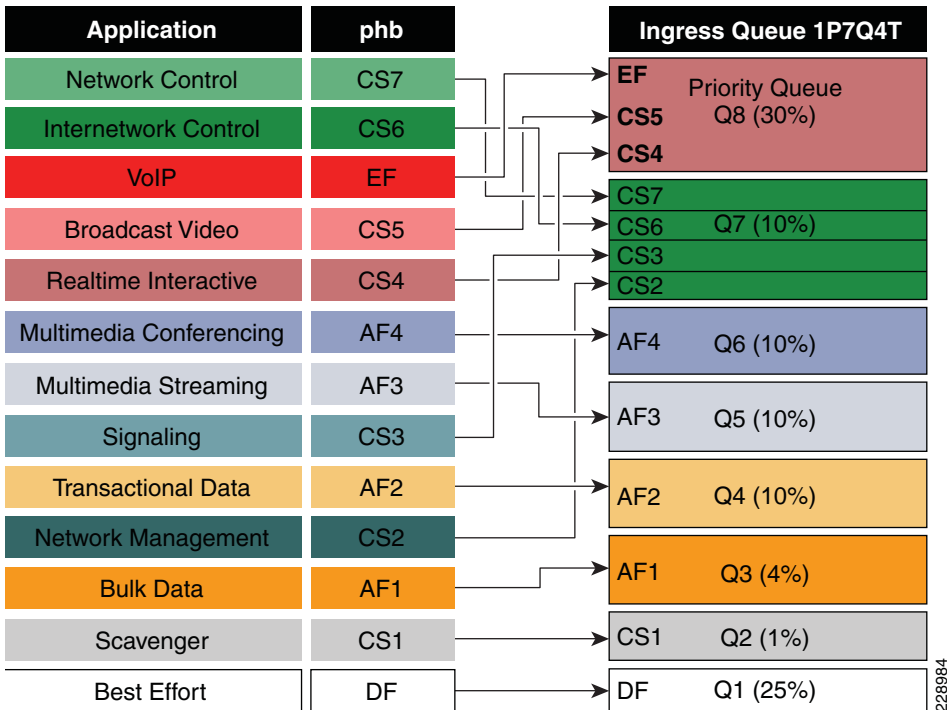 Application phb Ingress Queue 1P7Q4T
Network Control CS7
Internetwork Control CS6
VoIP EF
Broadcast Video CS5
Realtime Interactive CS4
Multimedia Conferencing AF4
Multimedia Streaming AF3
Signaling CS3
Transactional Data AF2
Network Management CS2
Bulk Data AF1
Scavenger CS1
Best Effort DF
EF
Priority Queue
CS5 Q8 (30%)
CS4
CS7
CS6 Q7 (10%)
CS3
CS2
AF4 Q6 (10%)
AF3 Q5 (10%)
AF2 Q4 (10%)
AF1 Q3 (4%)
CS1 Q2 (1%)
DF Q1 (25%)
228984